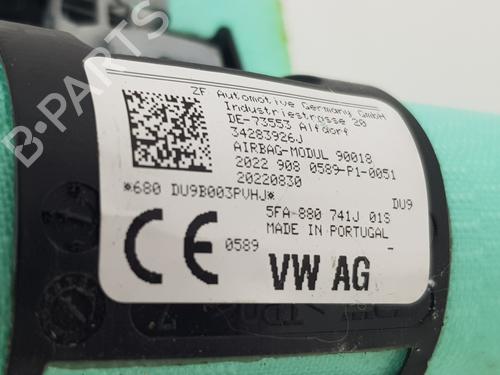 ZF Automotive Germany GmbH
Industriestrasse 20
DE-73553 Alfdorf
34283926J
AIRBAG-MODUL 90018
2022 908 0589-P1-0051
20220830
*680 DU9B003PVHJ*
DU9
5FA-880 741J 01S
MADE IN PORTUGAL
CE
0589
VW AG
B-PARTS